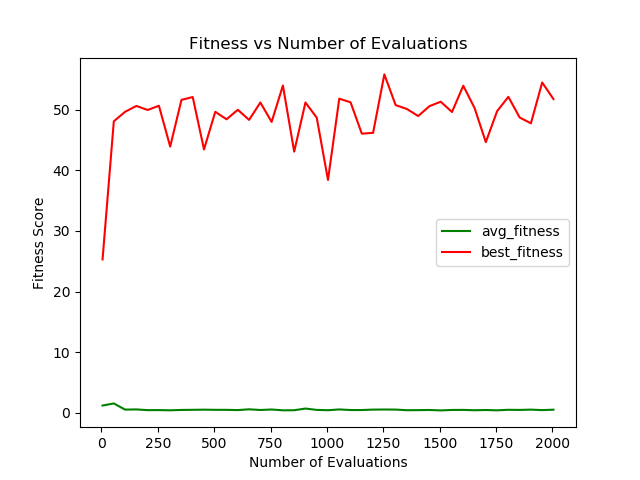 Fitness vs Number of Evaluations
Fitness Score
50
40
30
20
10
0
avg_fitness
best_fitness
0 250 500 750 1000 1250 1500 1750 2000
Number of Evaluations